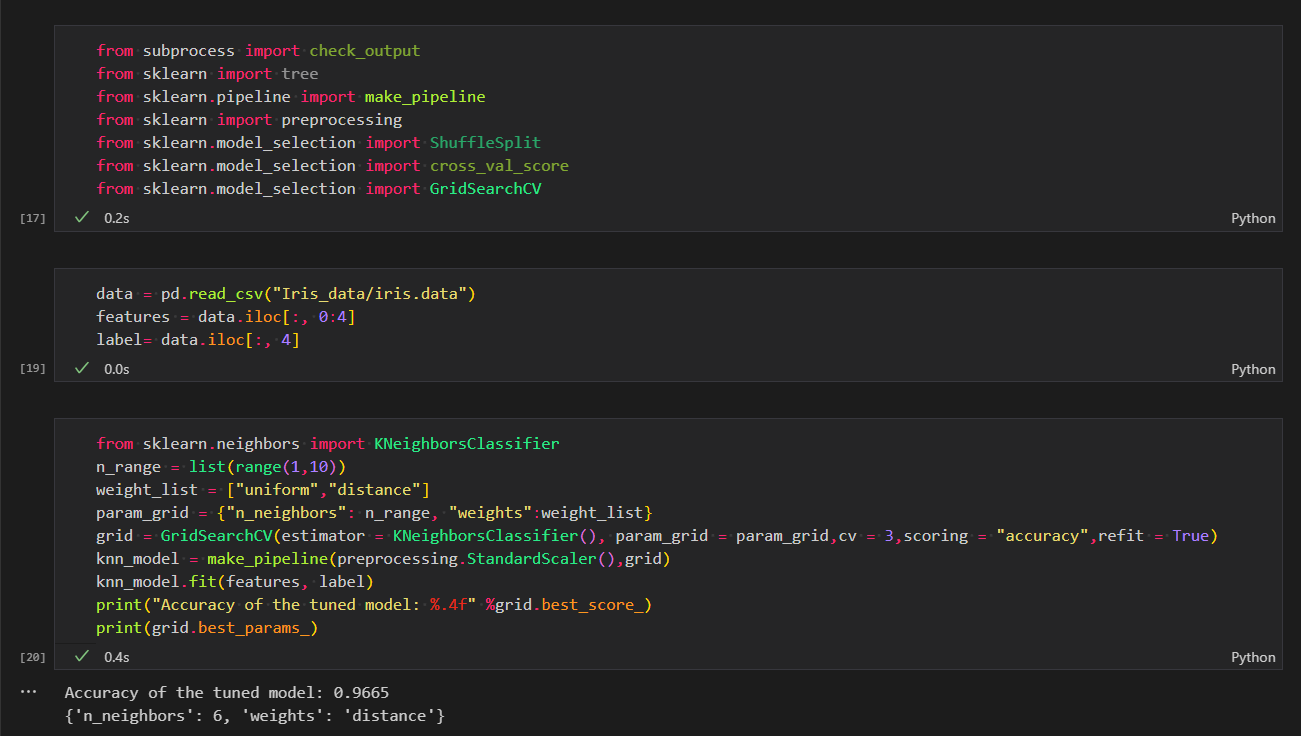 from subprocess import check_output
from sklearn import tree
from sklearn.pipeline import make_pipeline
from sklearn import preprocessing
from sklearn.model_selection import ShuffleSplit
from sklearn.model_selection import cross_val_score
from sklearn.model_selection import GridSearchCV
[17] ✓ 0.2s Python
data = pd.read_csv("Iris_data/iris.data")
features = data.iloc[:, 0:4]
label= data.iloc[:, 4]
[19] ✓ 0.0s Python
from sklearn.neighbors import KNeighborsClassifier
n_range = list(range(1,10))
weight_list = ["uniform","distance"]
param_grid = {"n_neighbors": n_range, "weights":weight_list}
grid = GridSearchCV(estimator = KNeighborsClassifier(), param_grid = param_grid,cv = 3,scoring = "accuracy",refit = True)
knn_model = make_pipeline(preprocessing.StandardScaler(),grid)
knn_model.fit(features, label)
print("Accuracy of the tuned model: %.4f" %grid.best_score_)
print(grid.best_params_)
[20] ✓ 0.4s Python
... Accuracy of the tuned model: 0.9665
{'n_neighbors': 6, 'weights': 'distance'}